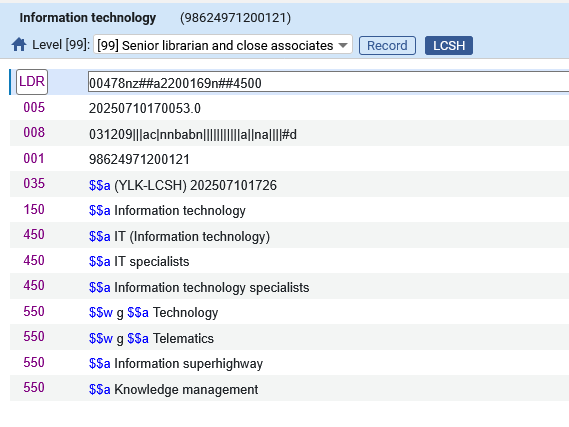 Information technology (98624971200121)
Level [99]: [99] Senior librarian and close associates Record LCSH
LDR 00478nz##a2200169n##4500
005 20250710170053.0
008 031209|||ac|nnbabn|||||||||||a||na||||#d
001 98624971200121
035 $$a (YLK-LCSH) 202507101726
150 $$a Information technology
450 $$a IT (Information technology)
450 $$a IT specialists
450 $$a Information technology specialists
550 $$w g $$a Technology
550 $$w g $$a Telematics
550 $$a Information superhighway
550 $$a Knowledge management